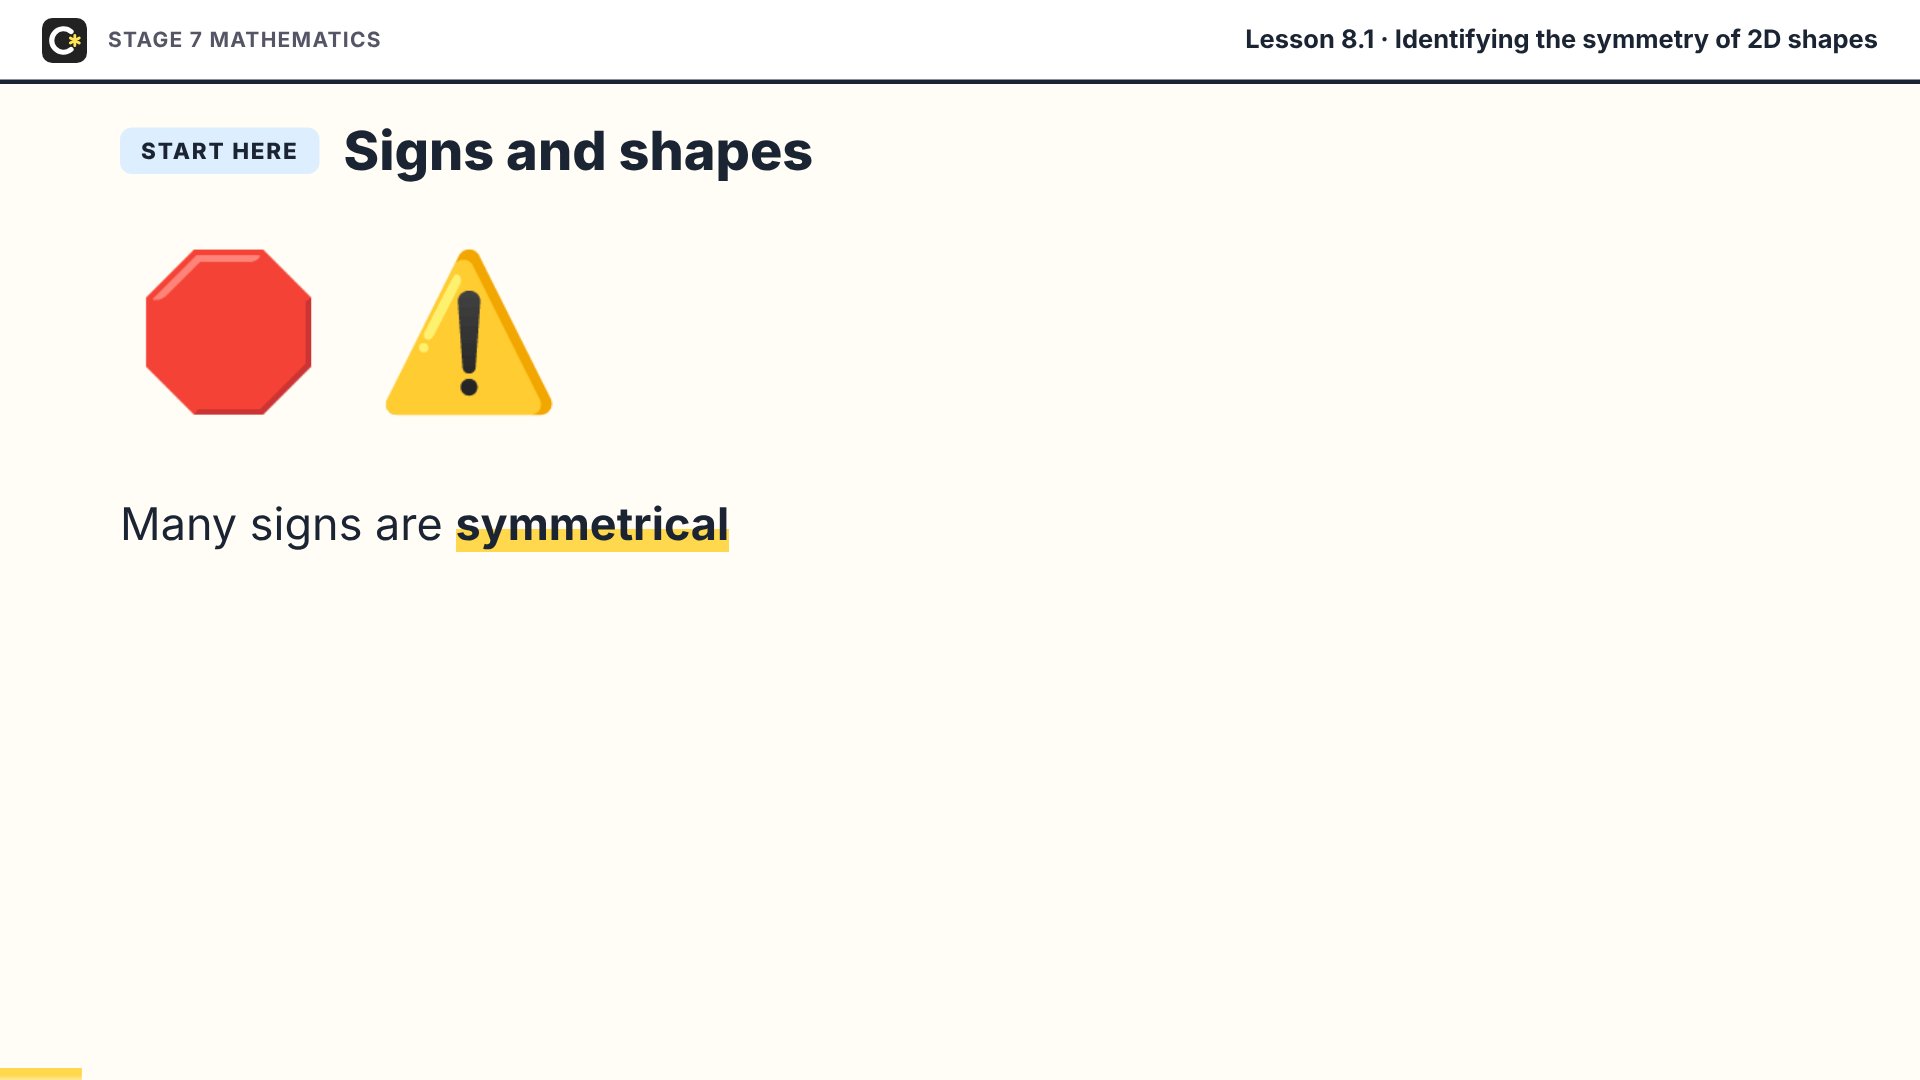 STAGE 7 MATHEMATICS
Lesson 8.1 · Identifying the symmetry of 2D shapes
START HERE
Signs and shapes
Many signs are symmetrical